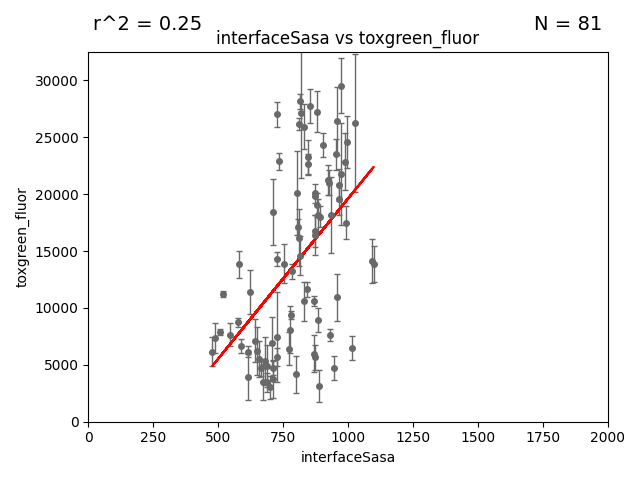 r^2 = 0.25
N = 81
interfaceSasa vs toxgreen_fluor
30000
25000
20000
15000
10000
5000
0
toxgreen_fluor
0 250 500 750 1000 1250 1500 1750 2000
interfaceSasa